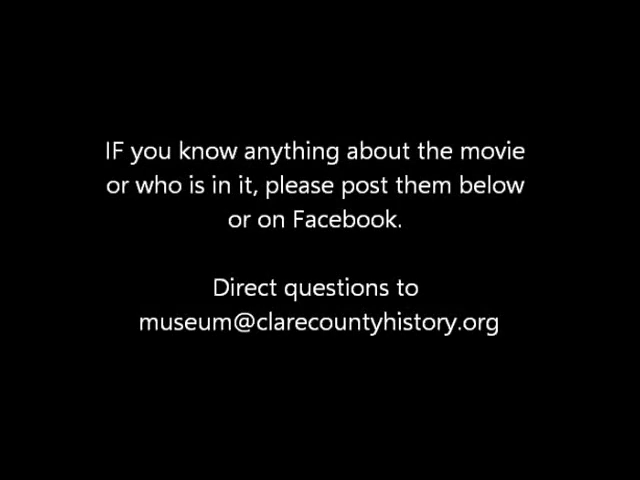 IF you know anything about the movie
or who is in it, please post them below
or on Facebook.
Direct questions to
museum@clarecountyhistory.org